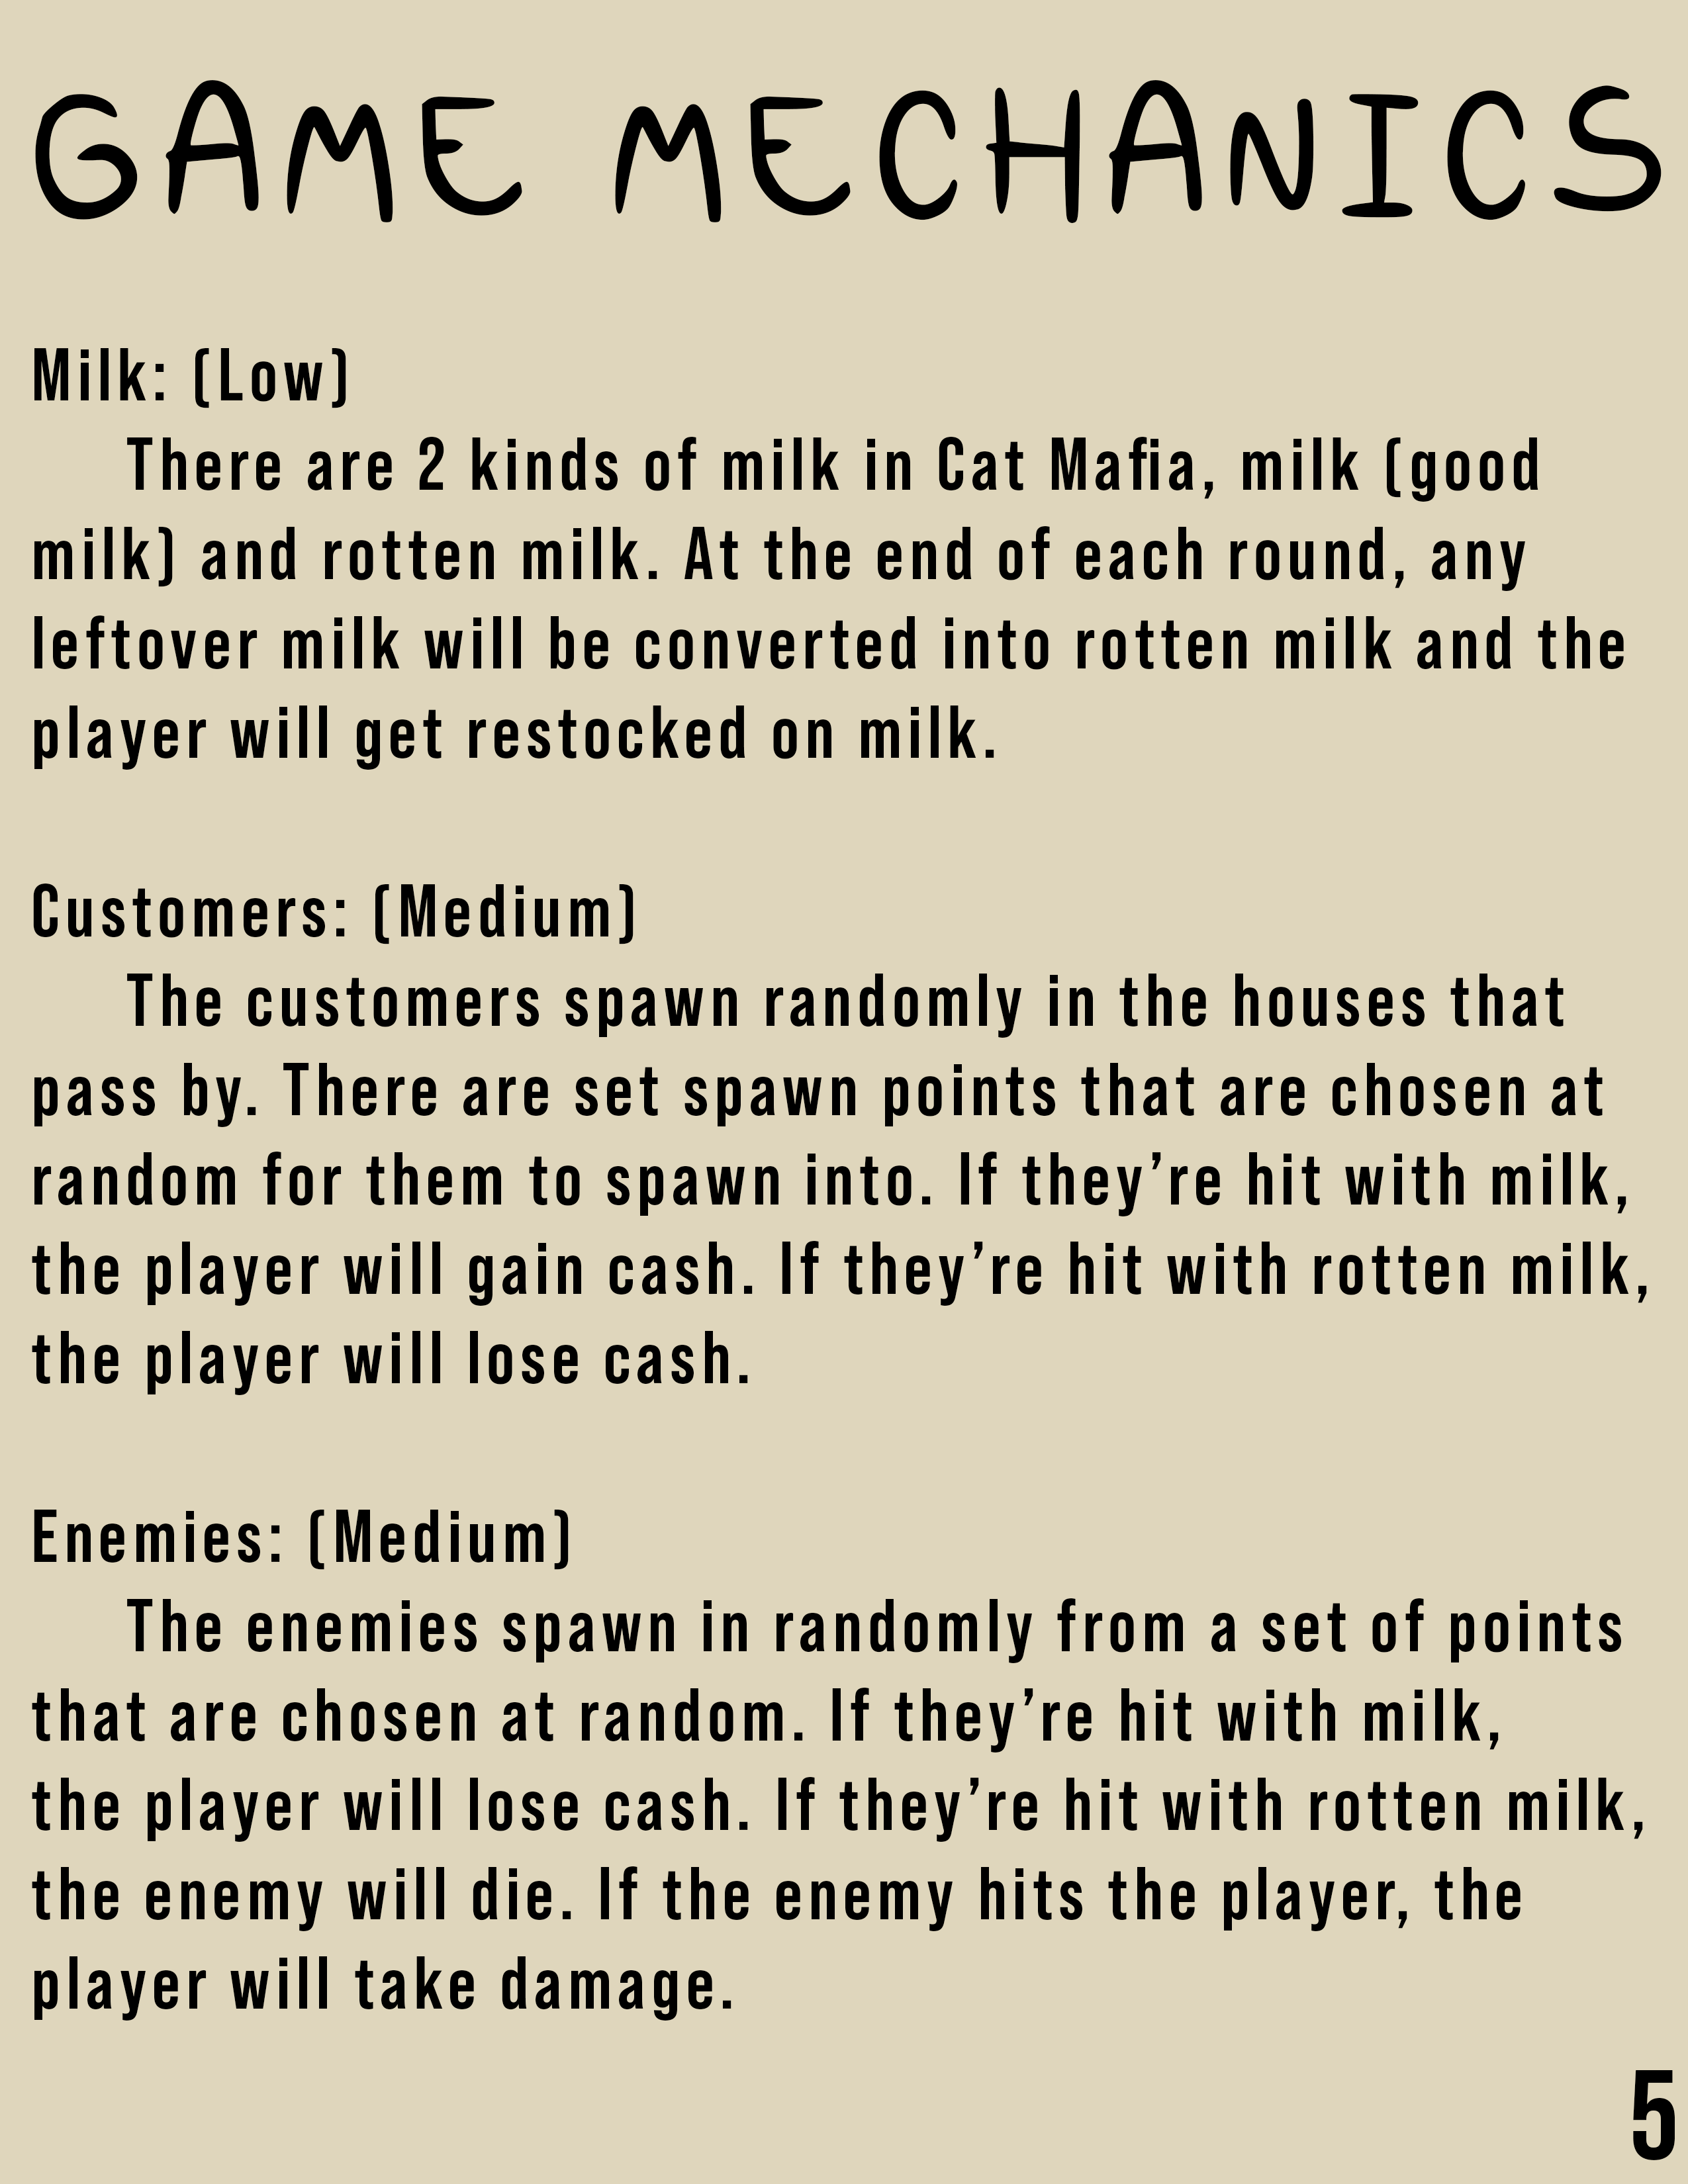 GAME MECHANICS
Milk: (Low)
There are 2 kinds of milk in Cat Mafia, milk (good
milk) and rotten milk. At the end of each round, any
leftover milk will be converted into rotten milk and the
player will get restocked on milk.
Customers: (Medium)
The customers spawn randomly in the houses that
pass by. There are set spawn points that are chosen at
random for them to spawn into. If they’re hit with milk,
the player will gain cash. If they’re hit with rotten milk,
the player will lose cash.
Enemies: (Medium)
The enemies spawn in randomly from a set of points
that are chosen at random. If they’re hit with milk,
the player will lose cash. If they’re hit with rotten milk,
the enemy will die. If the enemy hits the player, the
player will take damage.
5